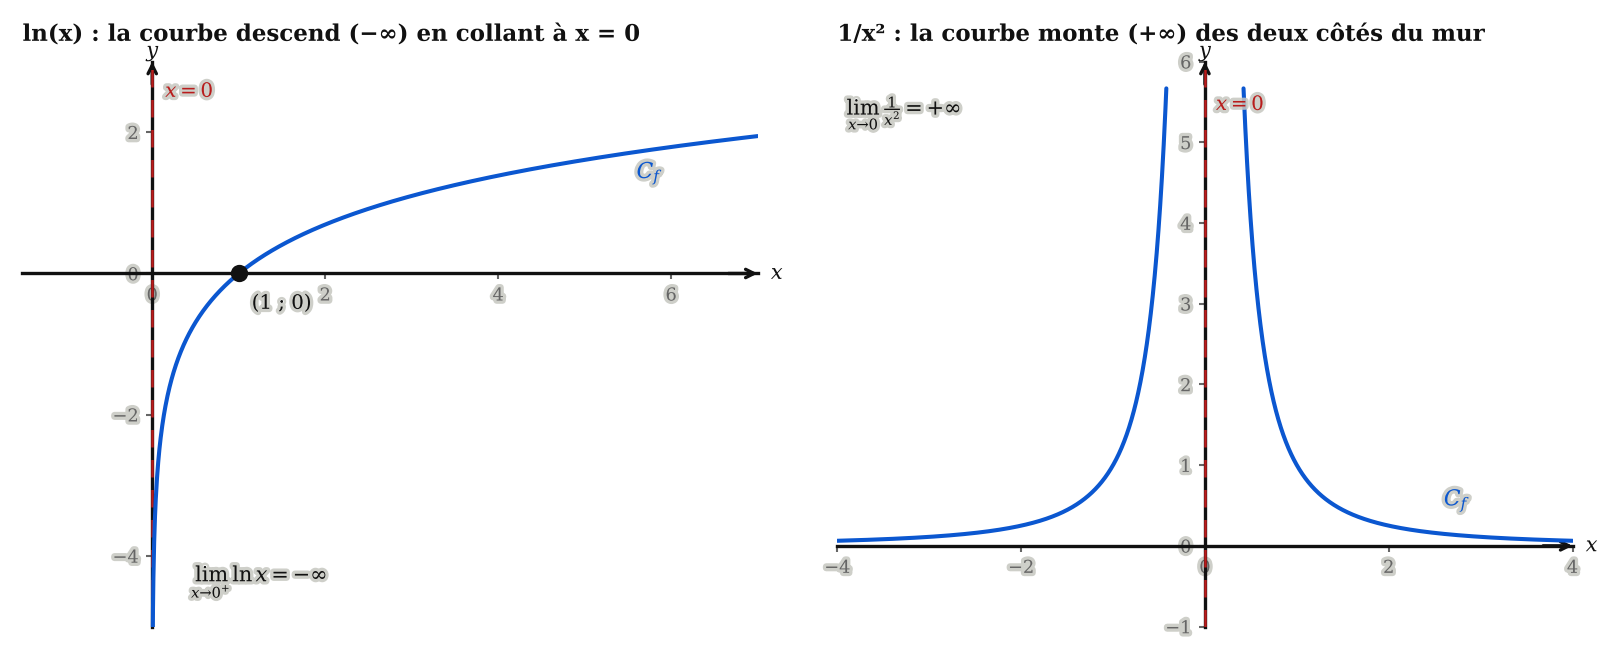 ln(x) : la courbe descend (−∞) en collant à x = 0
y
x = 0
2
C_f
0
x
0
(1 ; 0)
2
4
6
−2
−4
lim ln x = −∞
x→0⁺
1/x² : la courbe monte (+∞) des deux côtés du mur
y
6
x = 0
lim 1/x² = +∞
x→0
5
4
3
2
1
C_f
0
x
−4
−2
0
2
4
−1